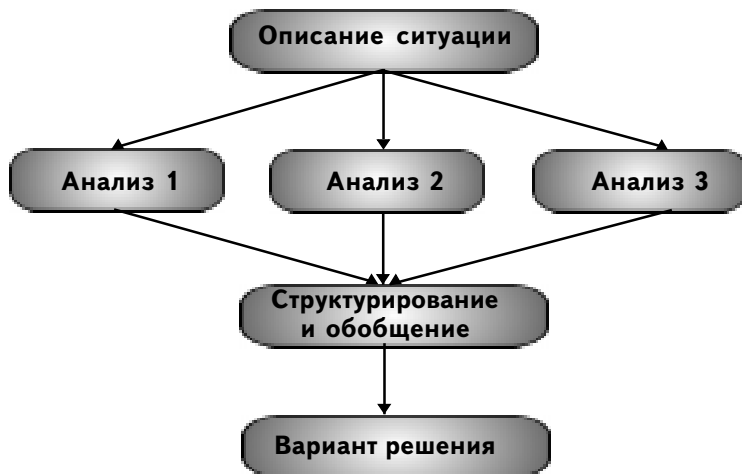 Описание ситуации
Анализ 1
Анализ 2
Анализ 3
Структурирование
и обобщение
Вариант решения